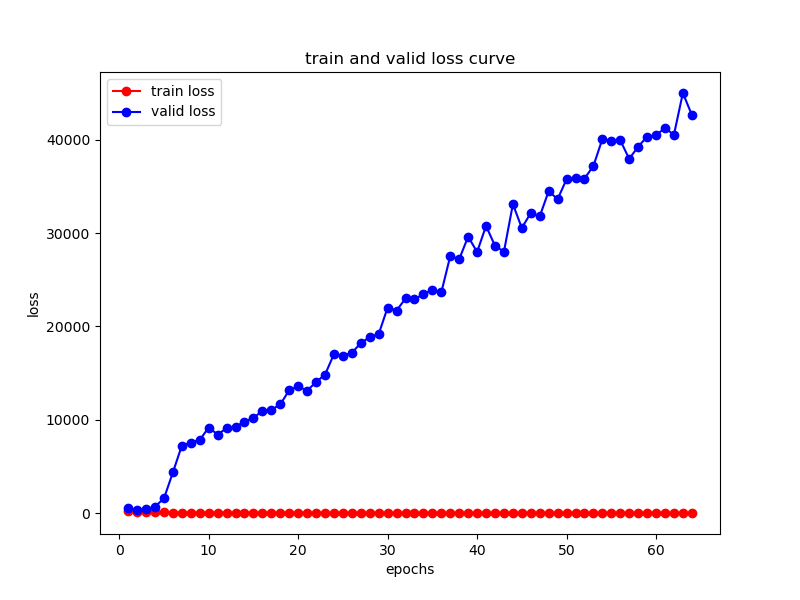 train and valid loss curve
train loss
valid loss
40000
30000
20000
10000
0
loss
0 10 20 30 40 50 60
epochs